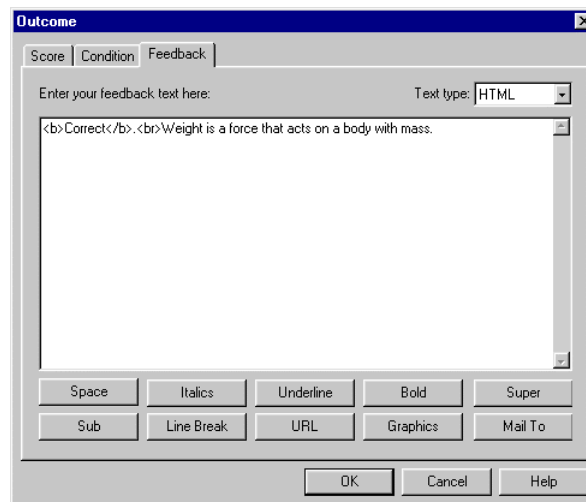 Outcome
Score Condition Feedback
Enter your feedback text here: Text type: HTML
<b>Correct</b>.<br>Weight is a force that acts on a body with mass.
Space Italics Underline Bold Super
Sub Line Break URL Graphics Mail To
OK Cancel Help